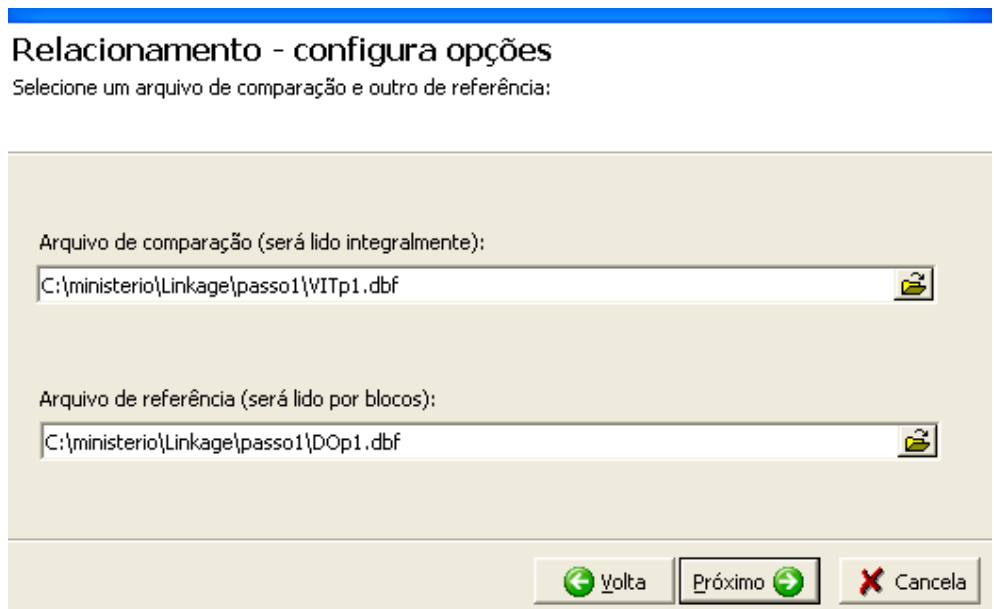 Relacionamento - configura opções
Selecione um arquivo de comparação e outro de referência:
Arquivo de comparação (será lido integralmente):
C:\ministerio\Linkage\passo1\VITp1.dbf
Arquivo de referência (será lido por blocos):
C:\ministerio\Linkage\passo1\DOp1.dbf
Volta Próximo Cancela